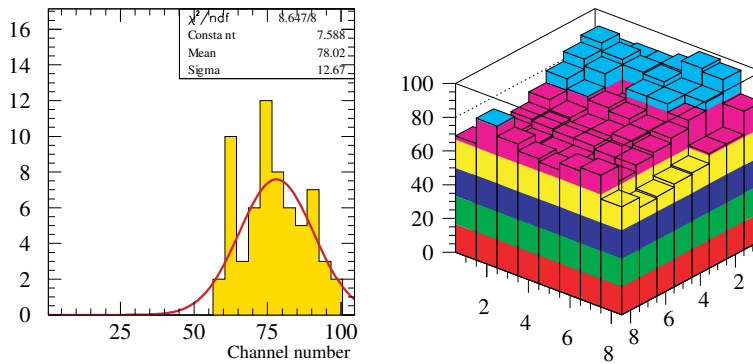 χ²/ndf 8.647/8
Constant 7.588
Mean 78.02
Sigma 12.67
16
14
12
10
8
6
4
2
0
25 50 75 100
Channel number
100
80
60
40
20
0
2 4 6 8
8 6 4 2